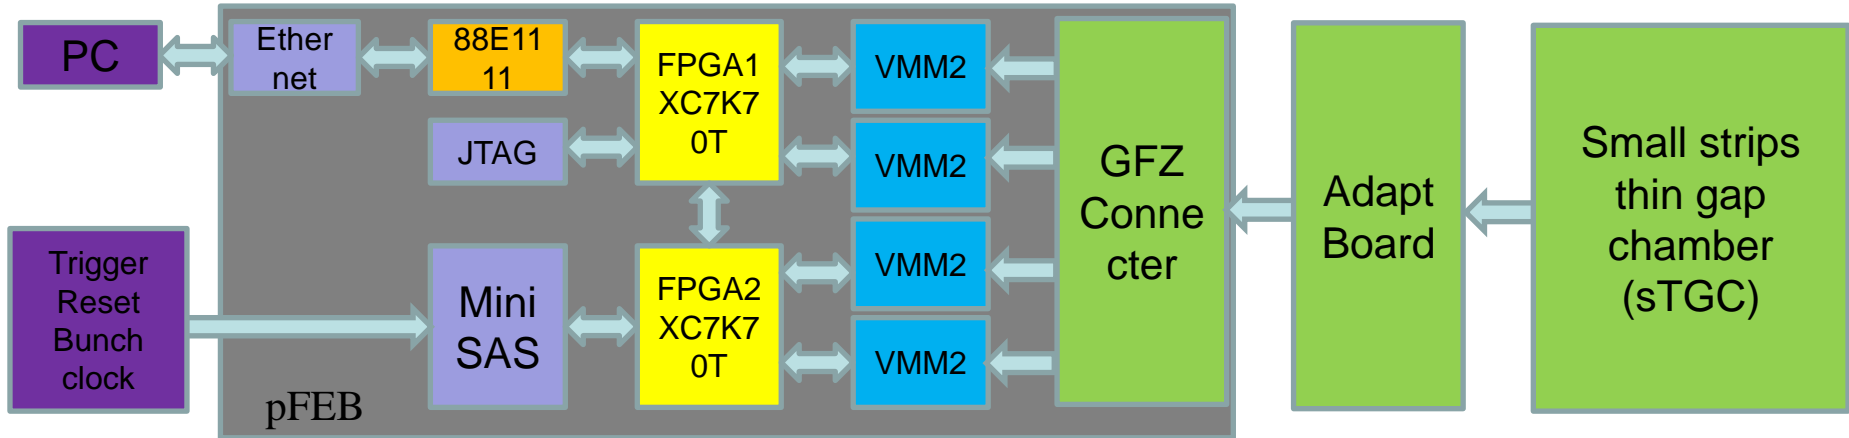 PC
Ether
net
88E11
11
FPGA1
XC7K7
0T
VMM2
JTAG
VMM2
GFZ
Conne
cter
Adapt
Board
Small strips
thin gap
chamber
(sTGC)
Trigger
Reset
Bunch
clock
Mini
SAS
FPGA2
XC7K7
0T
VMM2
VMM2
pFEB